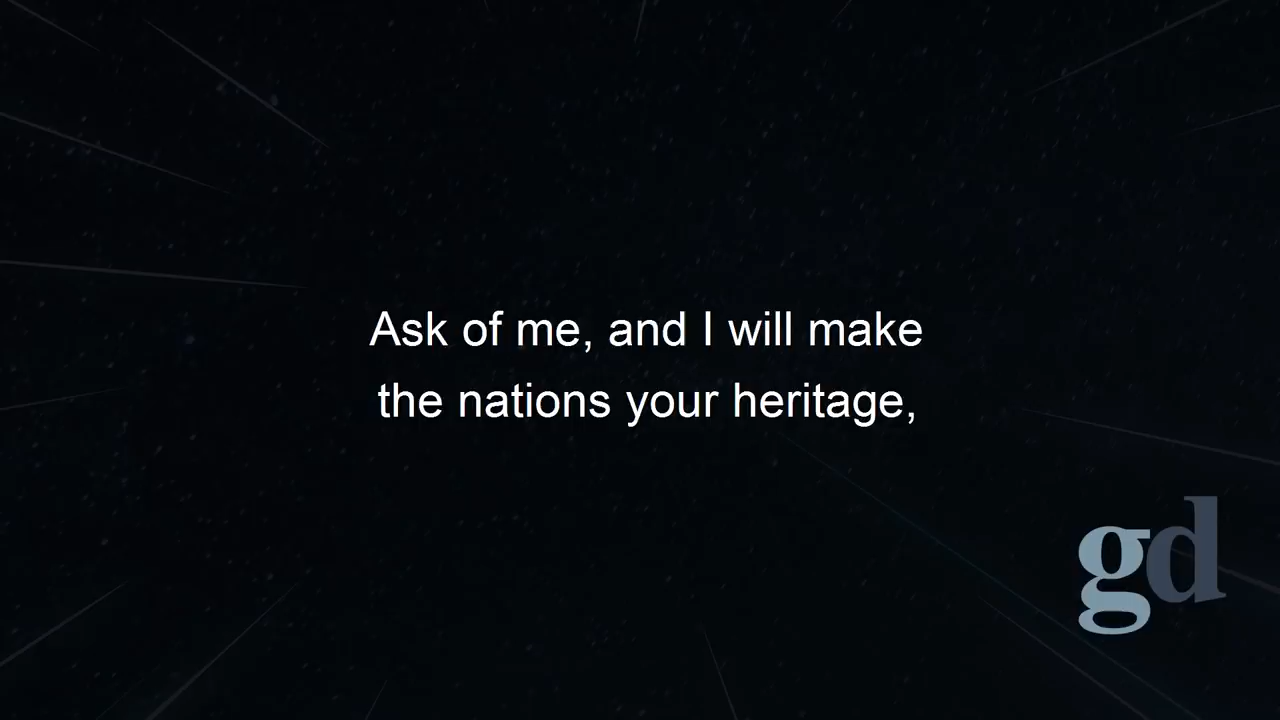 Ask of me, and I will make
the nations your heritage,
gd